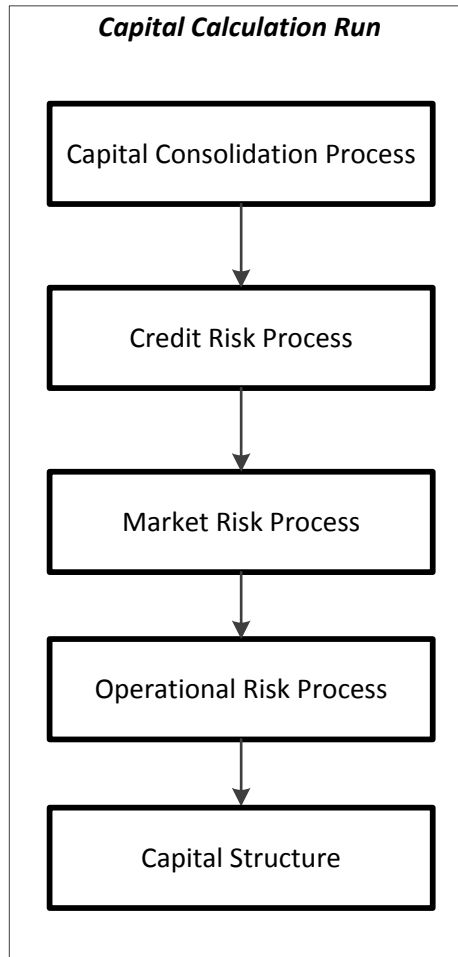 Capital Calculation Run
Capital Consolidation Process
Credit Risk Process
Market Risk Process
Operational Risk Process
Capital Structure